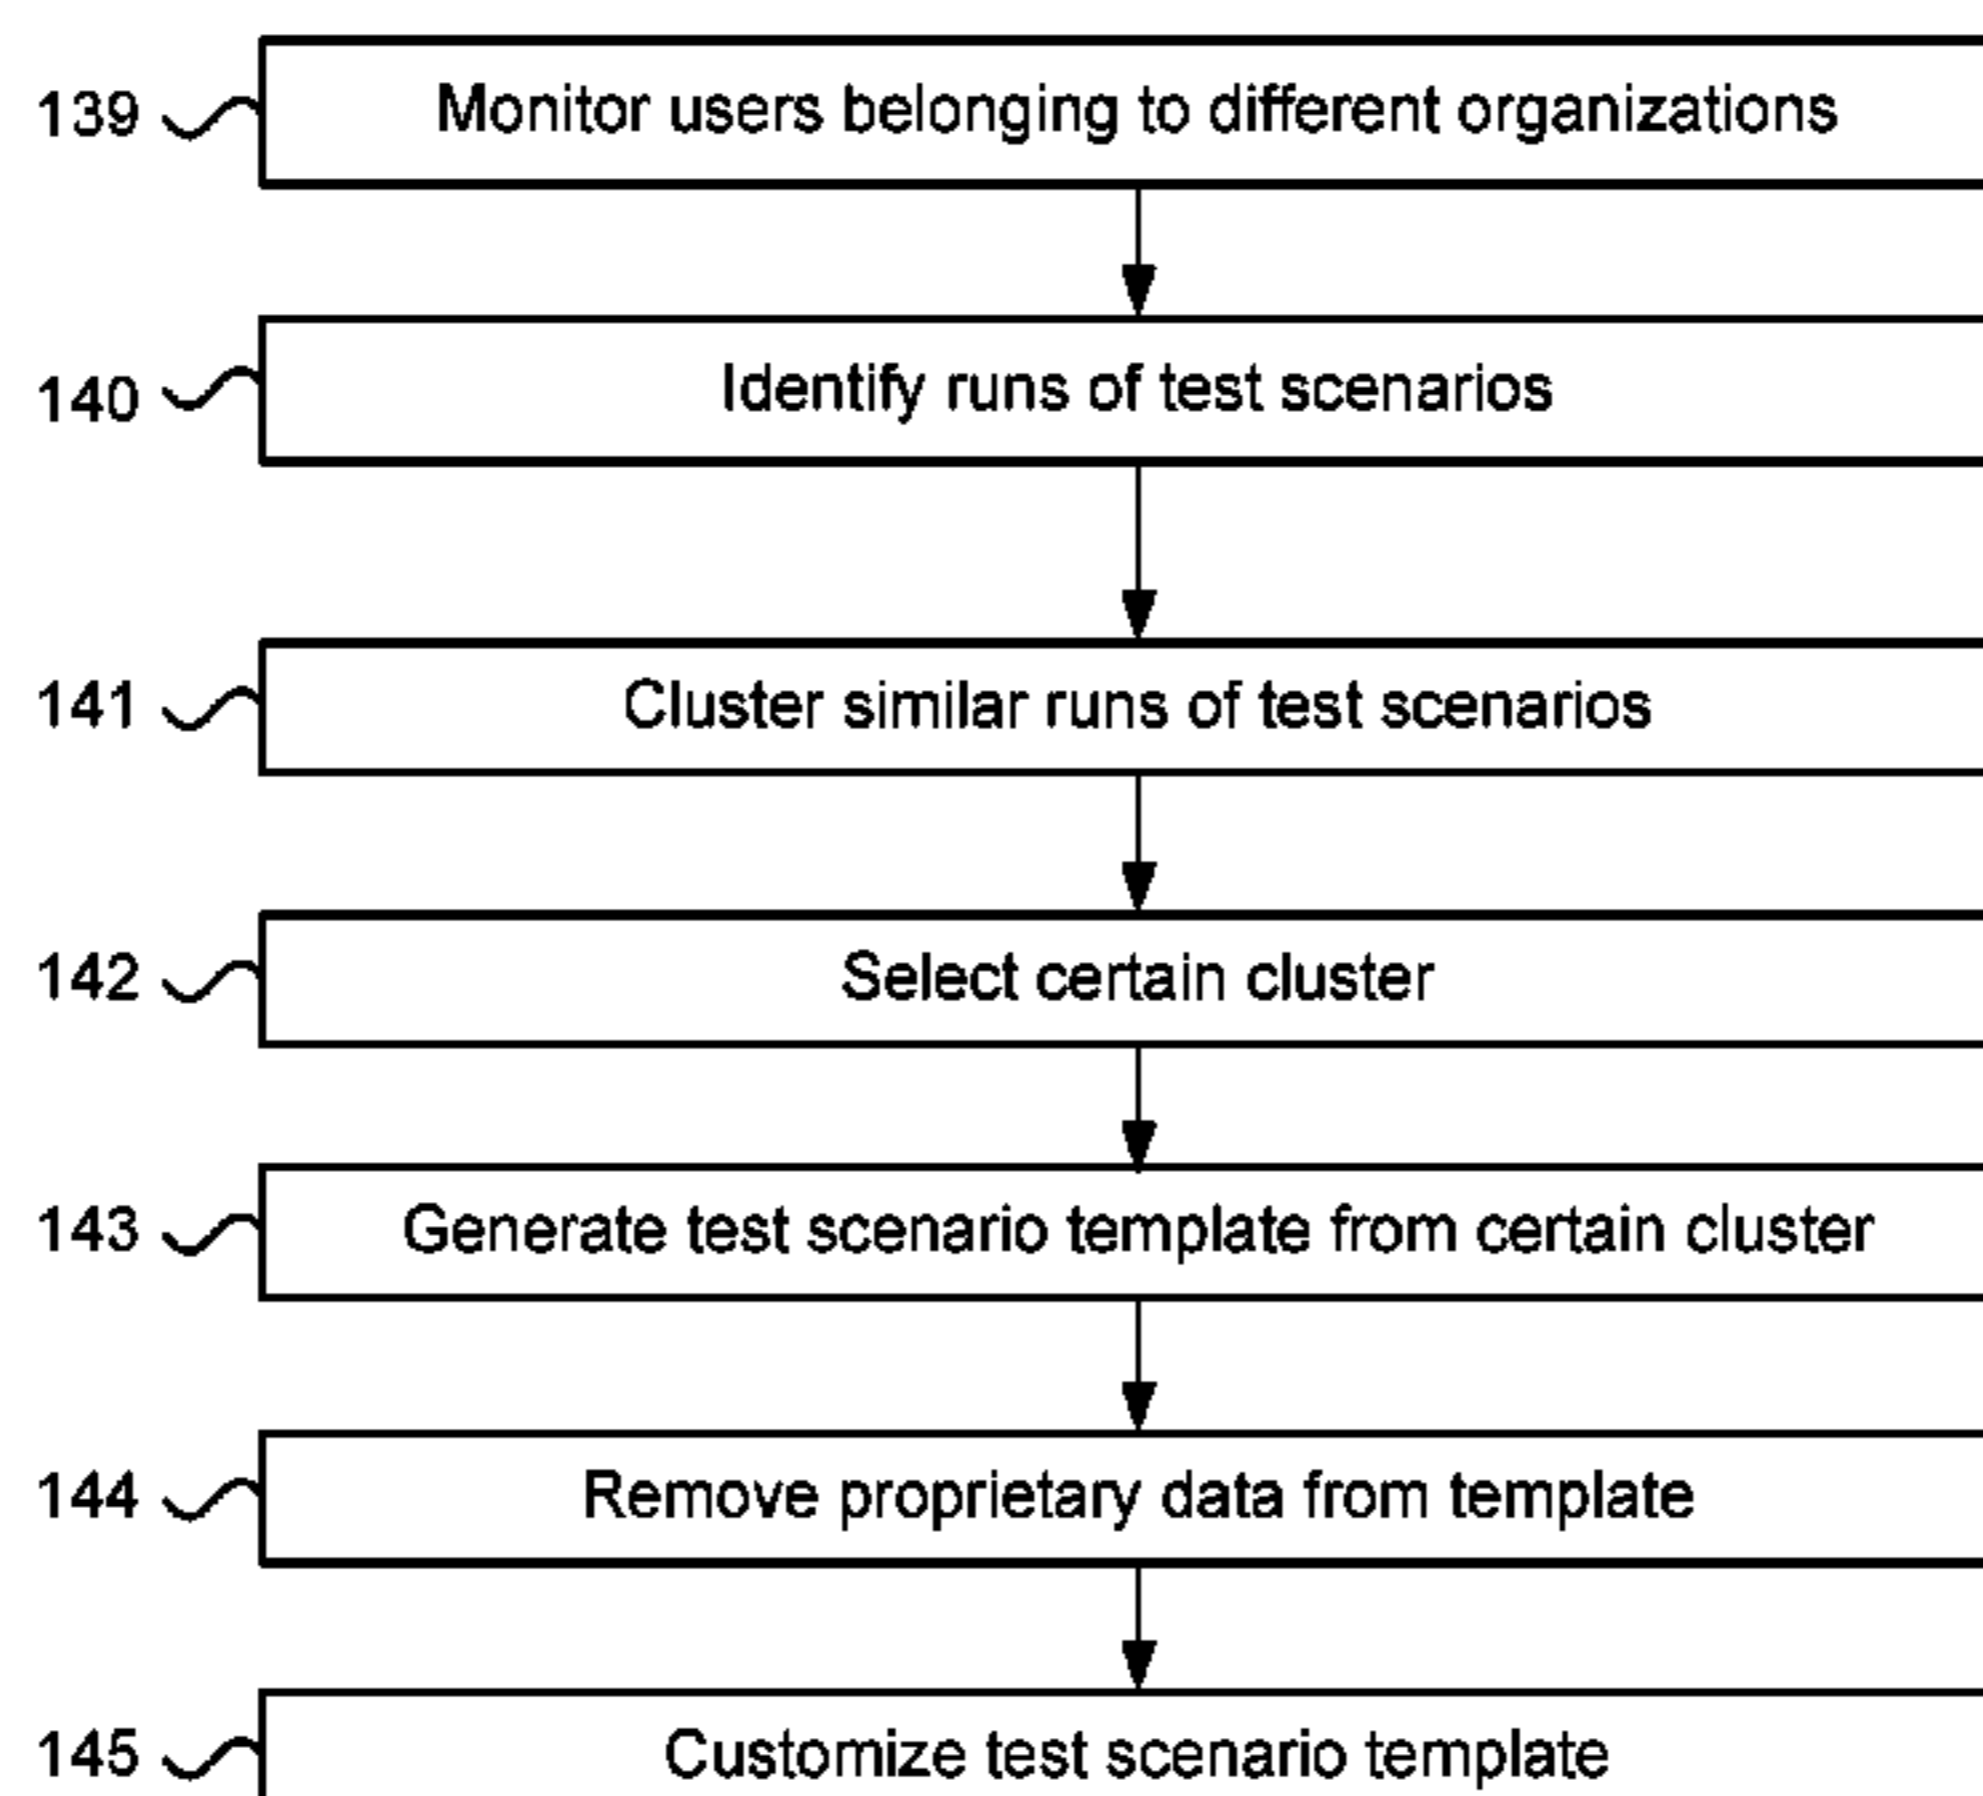 139 Monitor users belonging to different organizations
140 Identify runs of test scenarios
141 Cluster similar runs of test scenarios
142 Select certain cluster
143 Generate test scenario template from certain cluster
144 Remove proprietary data from template
145 Customize test scenario template